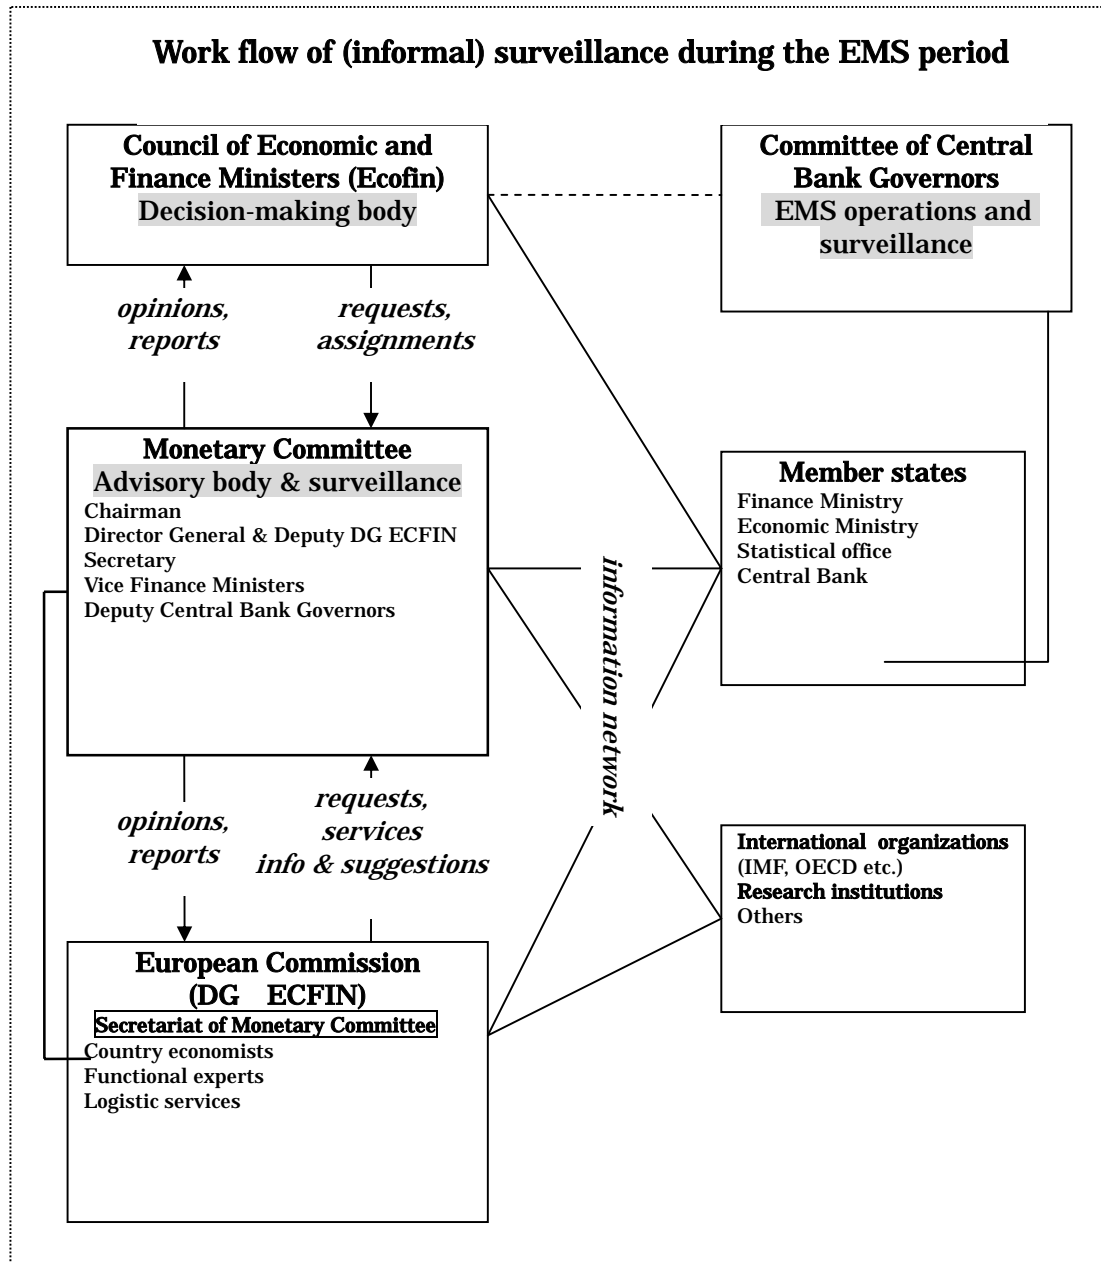 Work flow of (informal) surveillance during the EMS period
Council of Economic and
Finance Ministers (Ecofin)
Decision-making body
Committee of Central
Bank Governors
EMS operations and
surveillance
opinions,
reports
requests,
assignments
Monetary Committee
Advisory body & surveillance
Chairman
Director General & Deputy DG ECFIN
Secretary
Vice Finance Ministers
Deputy Central Bank Governors
information network
Member states
Finance Ministry
Economic Ministry
Statistical office
Central Bank
opinions,
reports
requests,
services
info & suggestions
International organizations
(IMF, OECD etc.)
Research institutions
Others
European Commission
(DG ECFIN)
Secretariat of Monetary Committee
Country economists
Functional experts
Logistic services